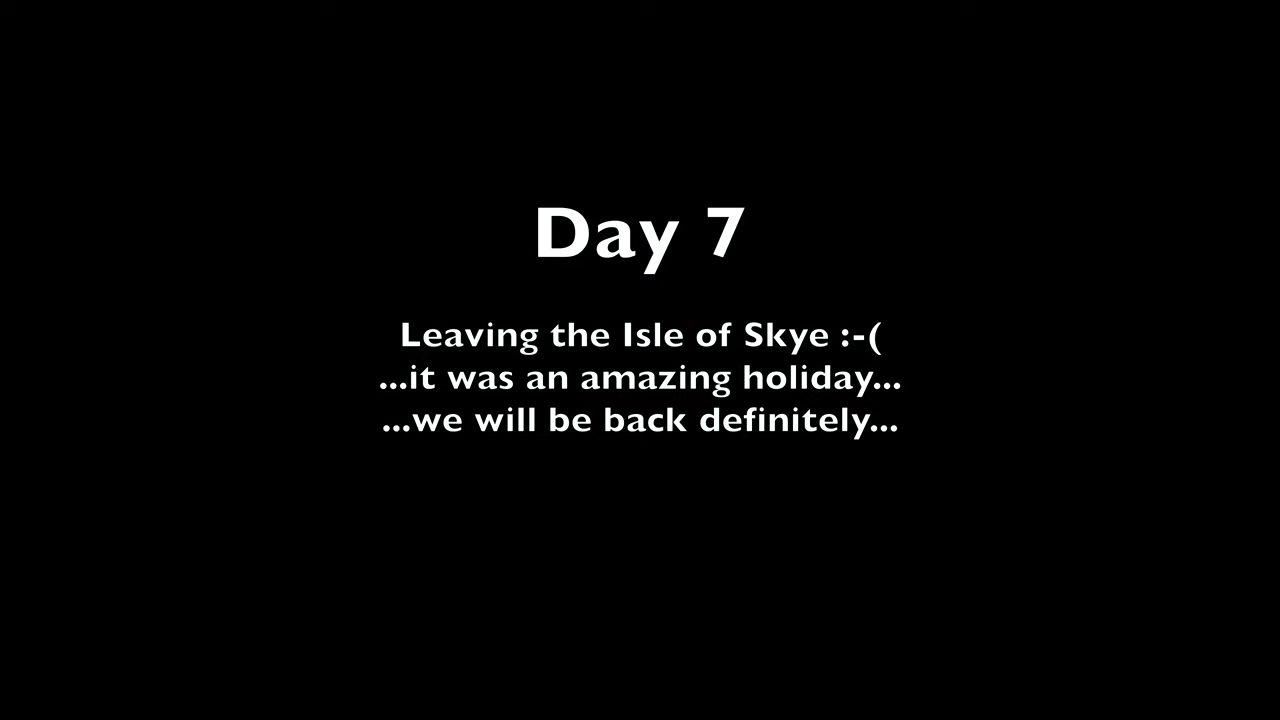 Day 7
Leaving the Isle of Skye :-(
...it was an amazing holiday...
...we will be back definitely...